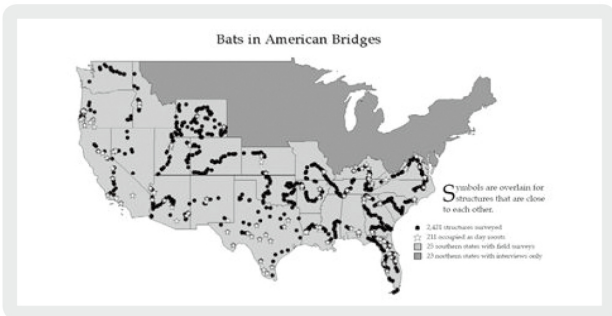 Bats in American Bridges
Symbols are overlain for
structures that are close
to each other.
2,421 structures surveyed
211 occupied as day roosts
25 southern states with field surveys
23 northern states with interviews only